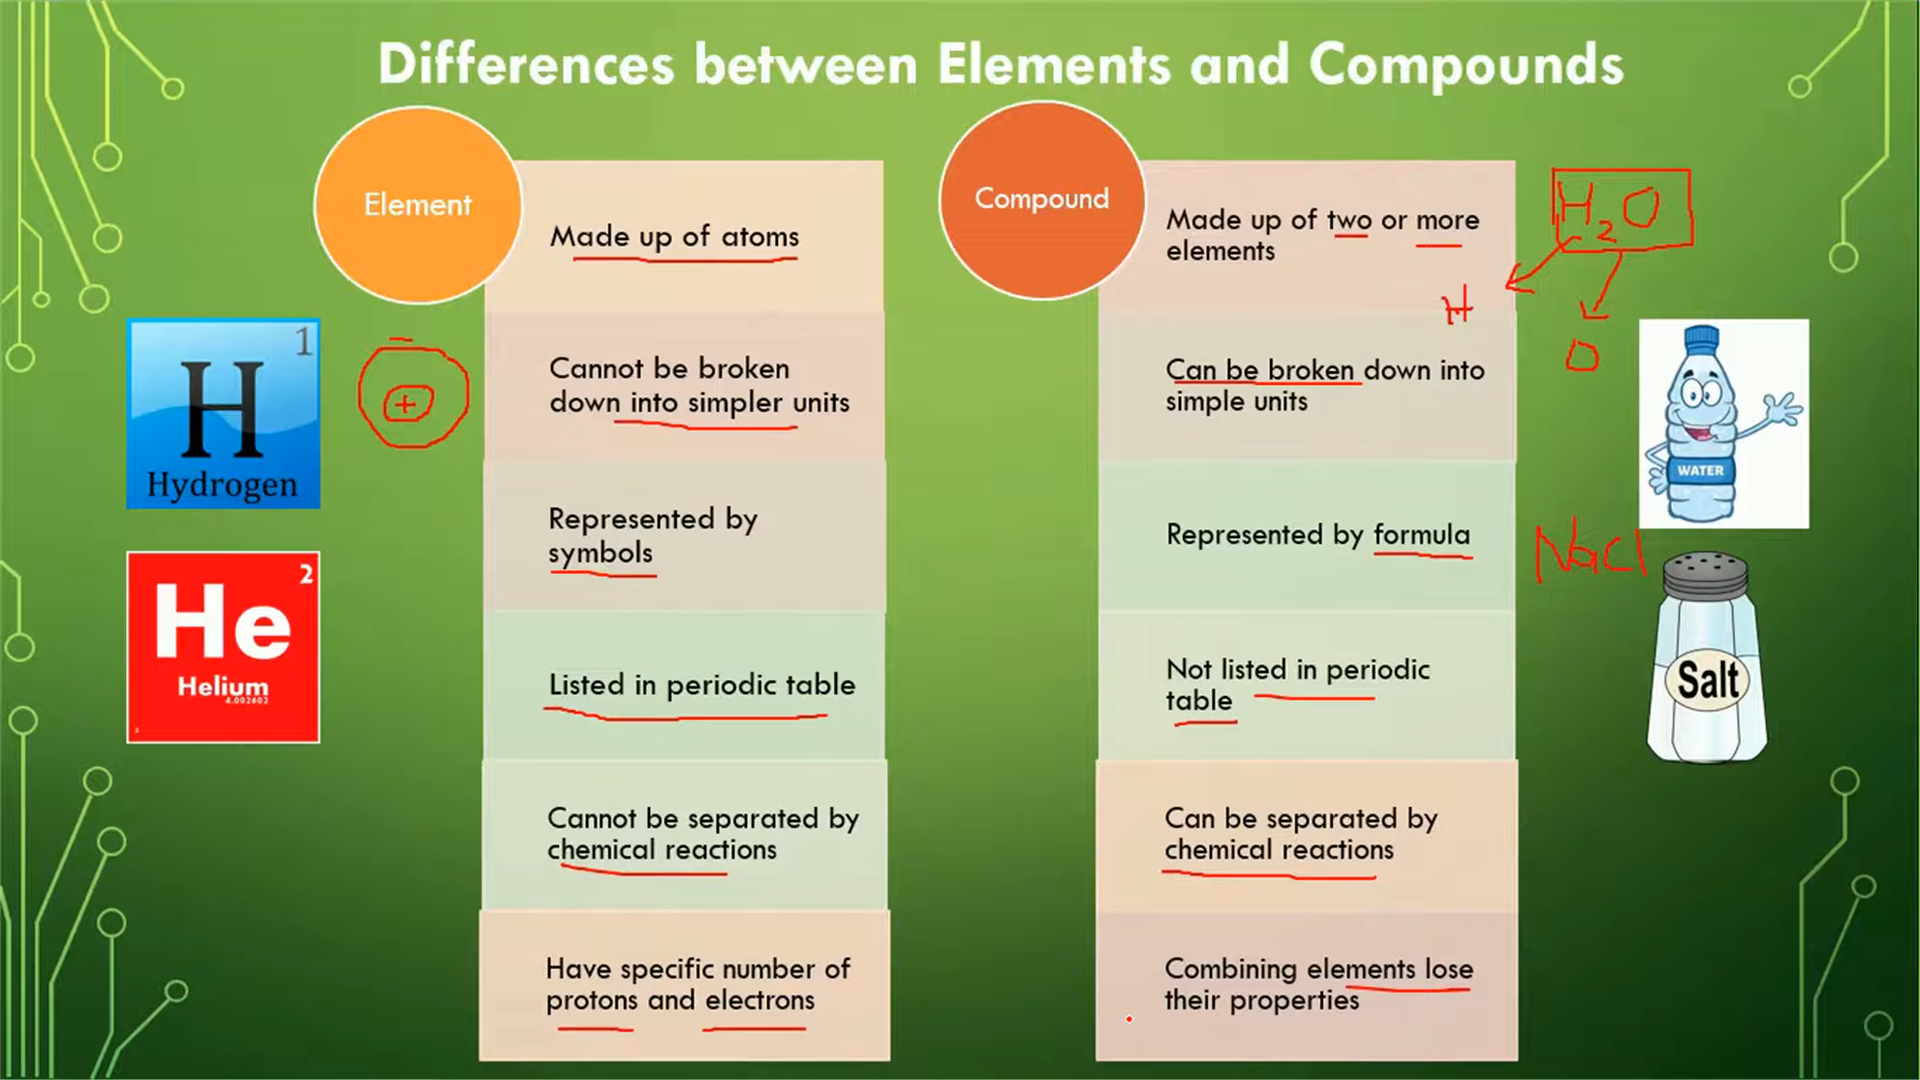 Differences between Elements and Compounds
Element
Made up of atoms
Cannot be broken
down into simpler units
Represented by
symbols
Listed in periodic table
Cannot be separated by
chemical reactions
Have specific number of
protons and electrons
1
H
Hydrogen
+
2
He
Helium
4.002602
Compound
Made up of two or more
elements
Can be broken down into
simple units
Represented by formula
Not listed in periodic
table
Can be separated by
chemical reactions
Combining elements lose
their properties
H2O
H
O
WATER
NaCl
Salt